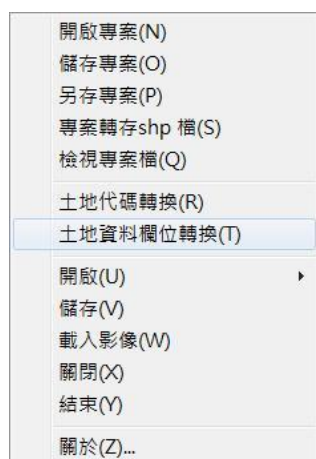 開啟專案(N)
儲存專案(O)
另存專案(P)
專案轉存shp 檔(S)
檢視專案檔(Q)
土地代碼轉換(R)
土地資料欄位轉換(T)
開啟(U)
儲存(V)
載入影像(W)
關閉(X)
結束(Y)
關於(Z)...